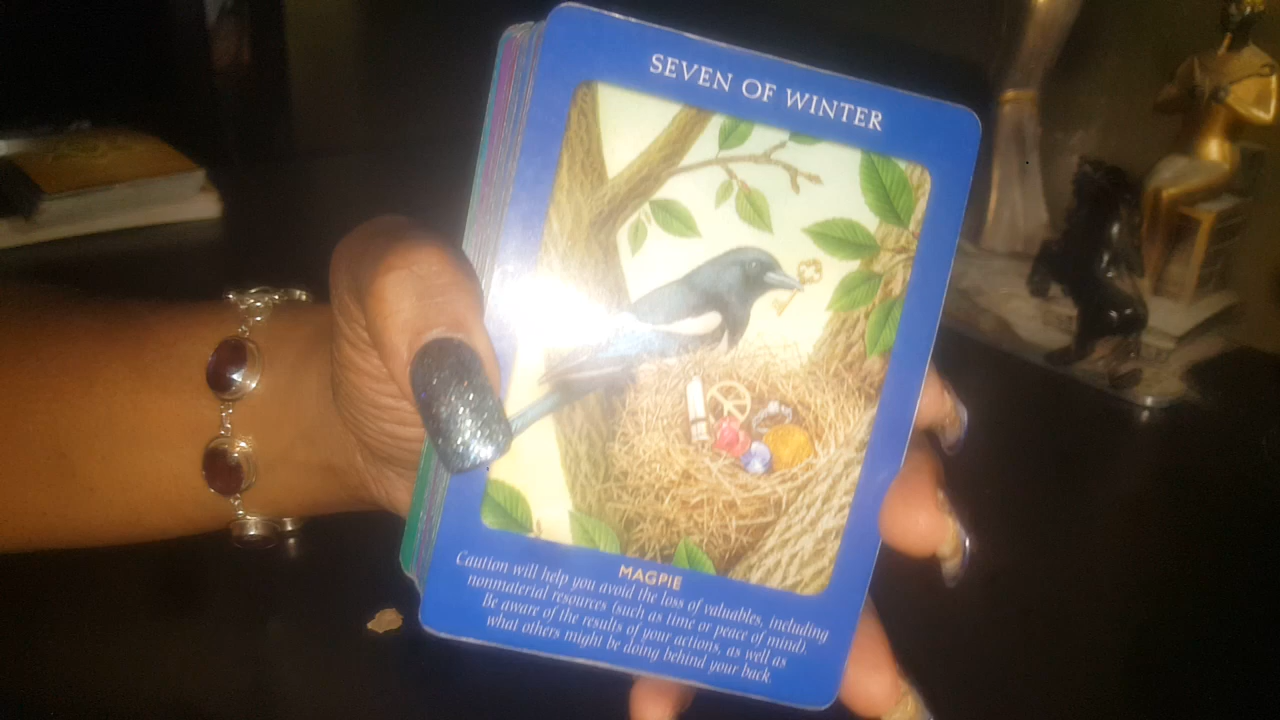 SEVEN OF WINTER
MAGPIE
Caution will help you avoid the loss of valuables, including
nonmaterial resources (such as time or peace of mind).
Be aware of the results of your actions, as well as
what others might be doing behind your back.